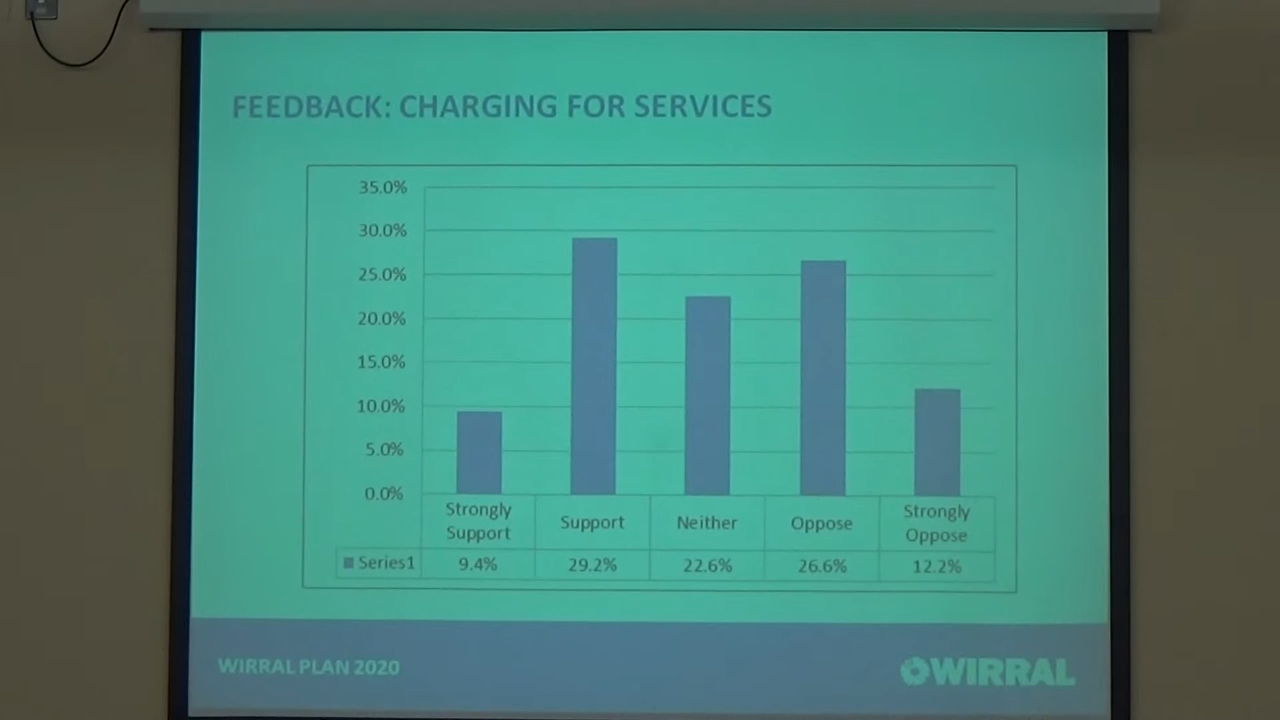 FEEDBACK: CHARGING FOR SERVICES
35.0%
30.0%
25.0%
20.0%
15.0%
10.0%
5.0%
0.0%
Strongly Support
Support
Neither
Oppose
Strongly Oppose
Series1 9.4% 29.2% 22.6% 26.6% 12.2%
WIRRAL PLAN 2020
WIRRAL